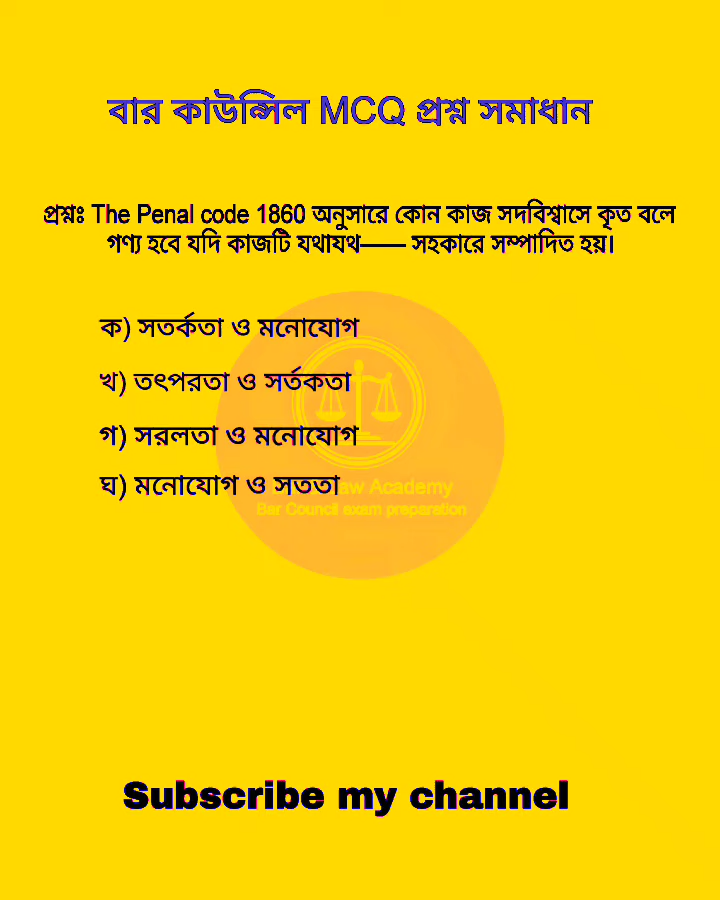 বার কাউন্সিল MCQ প্রশ্ন সমাধান
প্রশ্নঃ The Penal code 1860 অনুসারে কোন কাজ সদবিশ্বাসে কৃত বলে
গণ্য হবে যদি কাজটি যথাযথ—— সহকারে সম্পাদিত হয়।
ক) সতর্কতা ও মনোযোগ
খ) তৎপরতা ও সর্তকতা
গ) সরলতা ও মনোযোগ
ঘ) মনোযোগ ও সততা
Academy
Bar Council exam preparation
Subscribe my channel